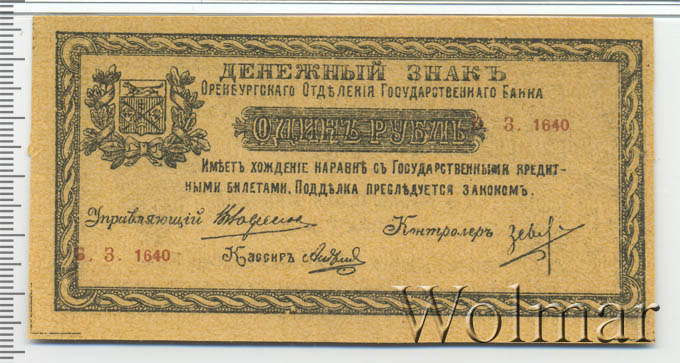 ДЕНЕЖНЫЙ ЗНАКЪ
ОРЕНБУРГСКАГО ОТДѢЛЕНІЯ ГОСУДАРСТВЕННАГО БАНКА
ОДИНЪ РУБЛЬ
З. 1640
ИМѢЕТЪ ХОЖДЕНІЕ НАРАВНѢ СЪ ГОСУДАРСТВЕННЫМИ КРЕДИТ-
НЫМИ БИЛЕТАМИ. ПОДДѢЛКА ПРЕСЛѢДУЕТСЯ ЗАКОНОМЪ.
Управляющій
Контролеръ
З. 1640
Кассиръ
Wolmar